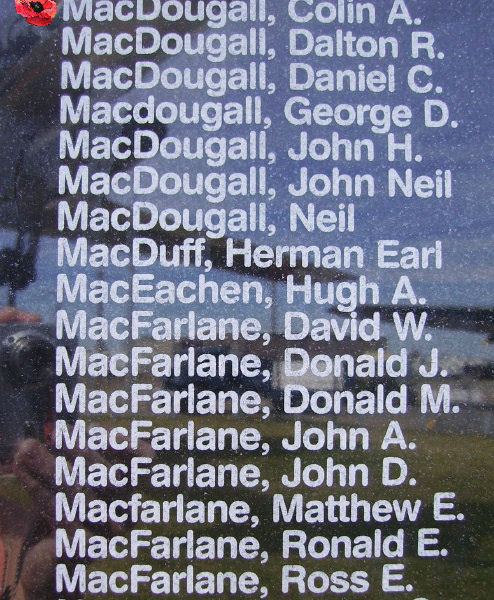 MacDougall, Colin A.
MacDougall, Dalton R.
MacDougall, Daniel C.
Macdougall, George D.
MacDougall, John H.
MacDougall, John Neil
MacDougall, Neil
MacDuff, Herman Earl
MacEachen, Hugh A.
MacFarlane, David W.
MacFarlane, Donald J.
MacFarlane, Donald M.
MacFarlane, John A.
MacFarlane, John D.
Macfarlane, Matthew E.
MacFarlane, Ronald E.
MacFarlane, Ross E.